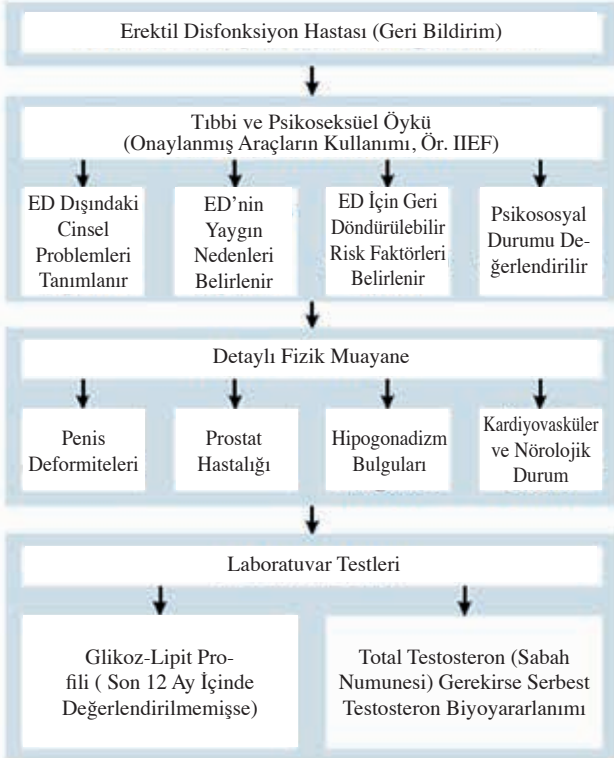 Erektil Disfonksiyon Hastası (Geri Bildirim)
Tıbbi ve Psikoseksüel Öykü
(Onaylanmış Araçların Kullanımı, Ör. IIEF)
ED Dışındaki
Cinsel
Problemleri
Tanımlanır
ED’nin
Yaygın
Nedenleri
Belirlenir
ED İçin Geri
Döndürülebilir
Risk Faktörleri
Belirlenir
Psikososyal
Durumu De-
ğerlendirilir
Detaylı Fizik Muayane
Penis
Deformiteleri
Prostat
Hastalığı
Hipogonadizm
Bulguları
Kardiyovasküler
ve Nörolojik
Durum
Laboratuvar Testleri
Glikoz-Lipit Pro-
fili ( Son 12 Ay İçinde
Değerlendirilmemişse)
Total Testosteron (Sabah
Numunesi) Gerekirse Serbest
Testosteron Biyoyararlanımı